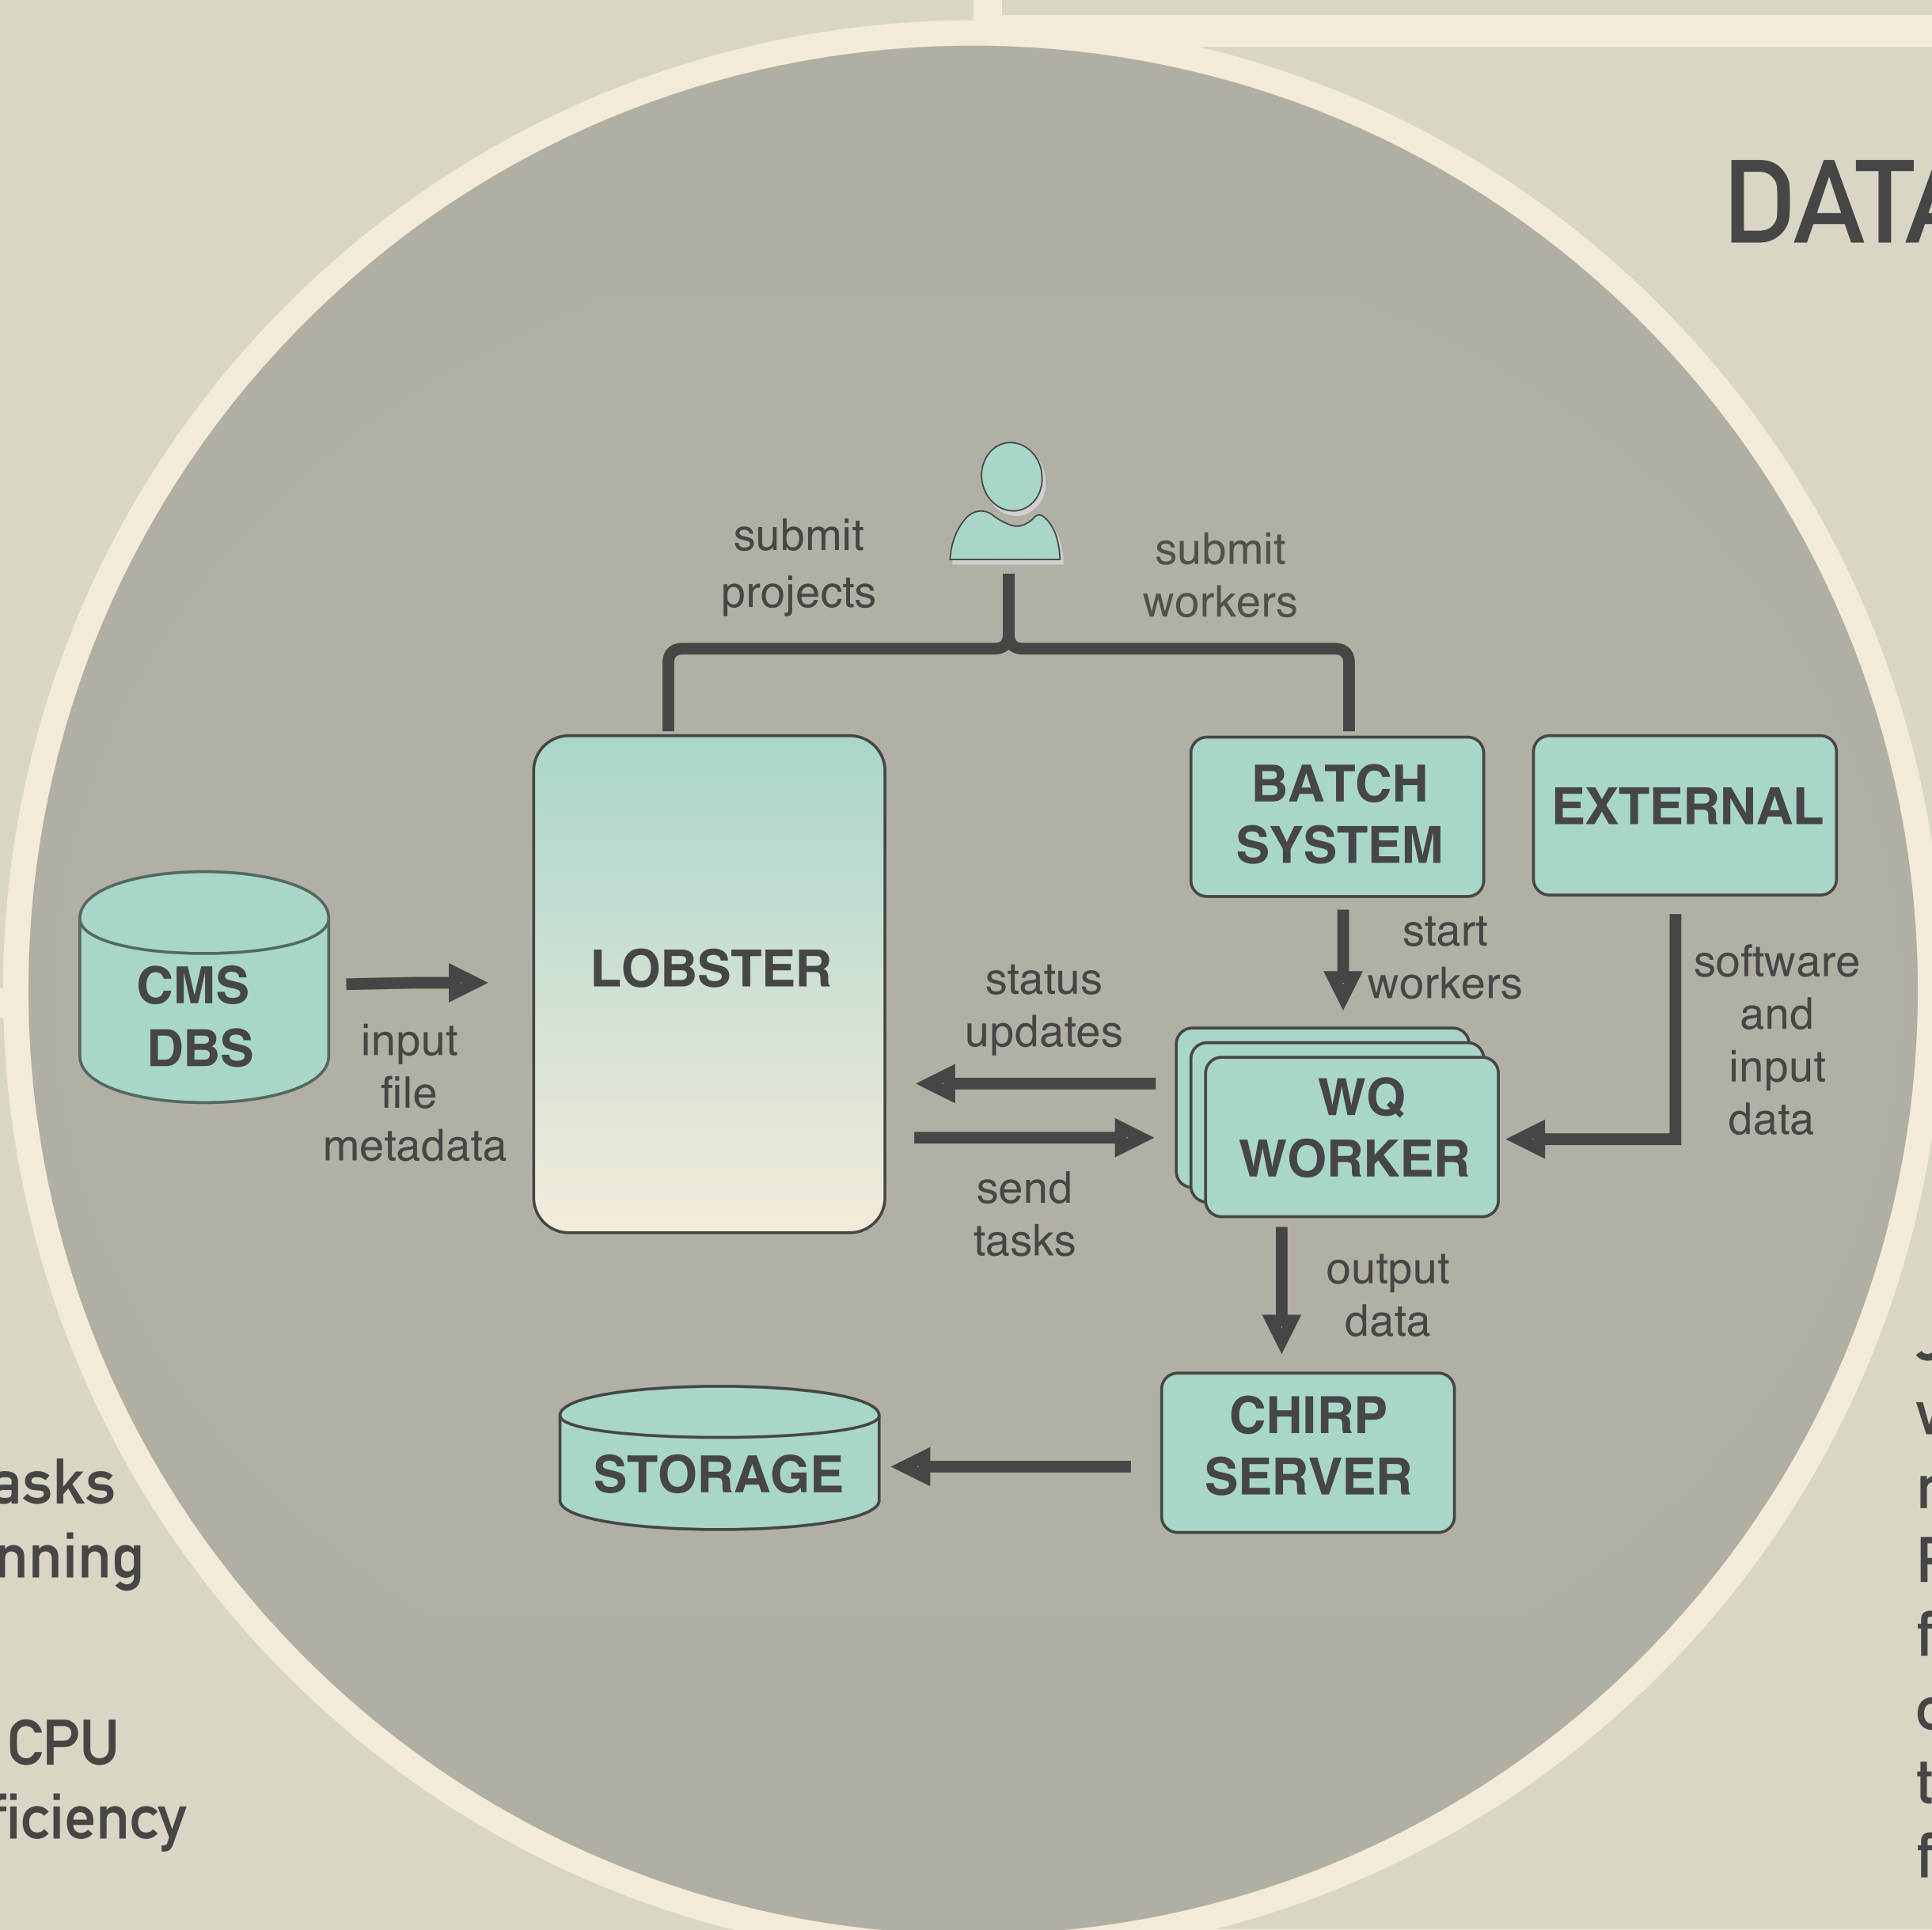 DATA
submit
projects
submit
workers
BATCH
SYSTEM
EXTERNAL
LOBSTER
CMS
DBS
input
file
metadata
status
updates
send
tasks
start
workers
software
and
input
data
WQ
WORKER
output
data
CHIRP
SERVER
STORAGE
asks
nning
CPU
ficiency